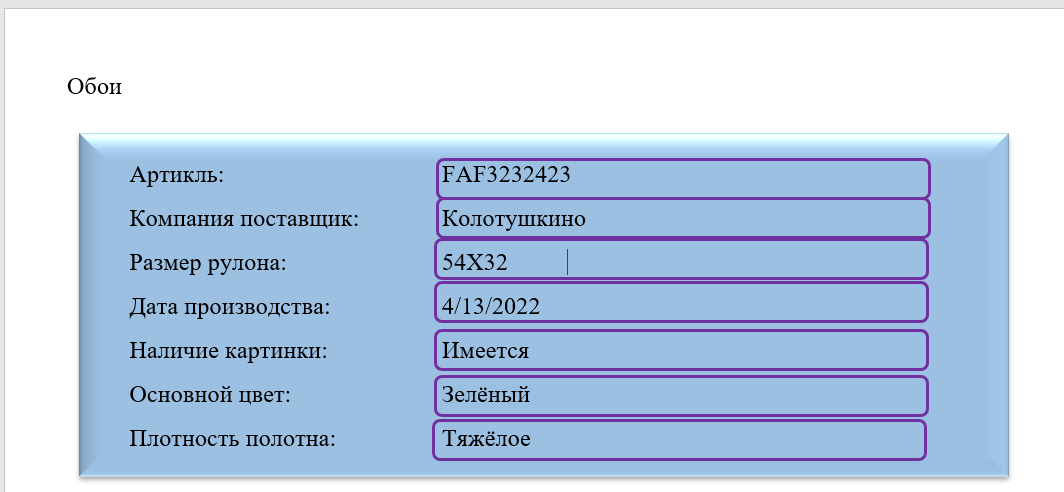 Обои
Артикль: FAF3232423
Компания поставщик: Колотушкино
Размер рулона: 54X32
Дата производства: 4/13/2022
Наличие картинки: Имеется
Основной цвет: Зелёный
Плотность полотна: Тяжёлое